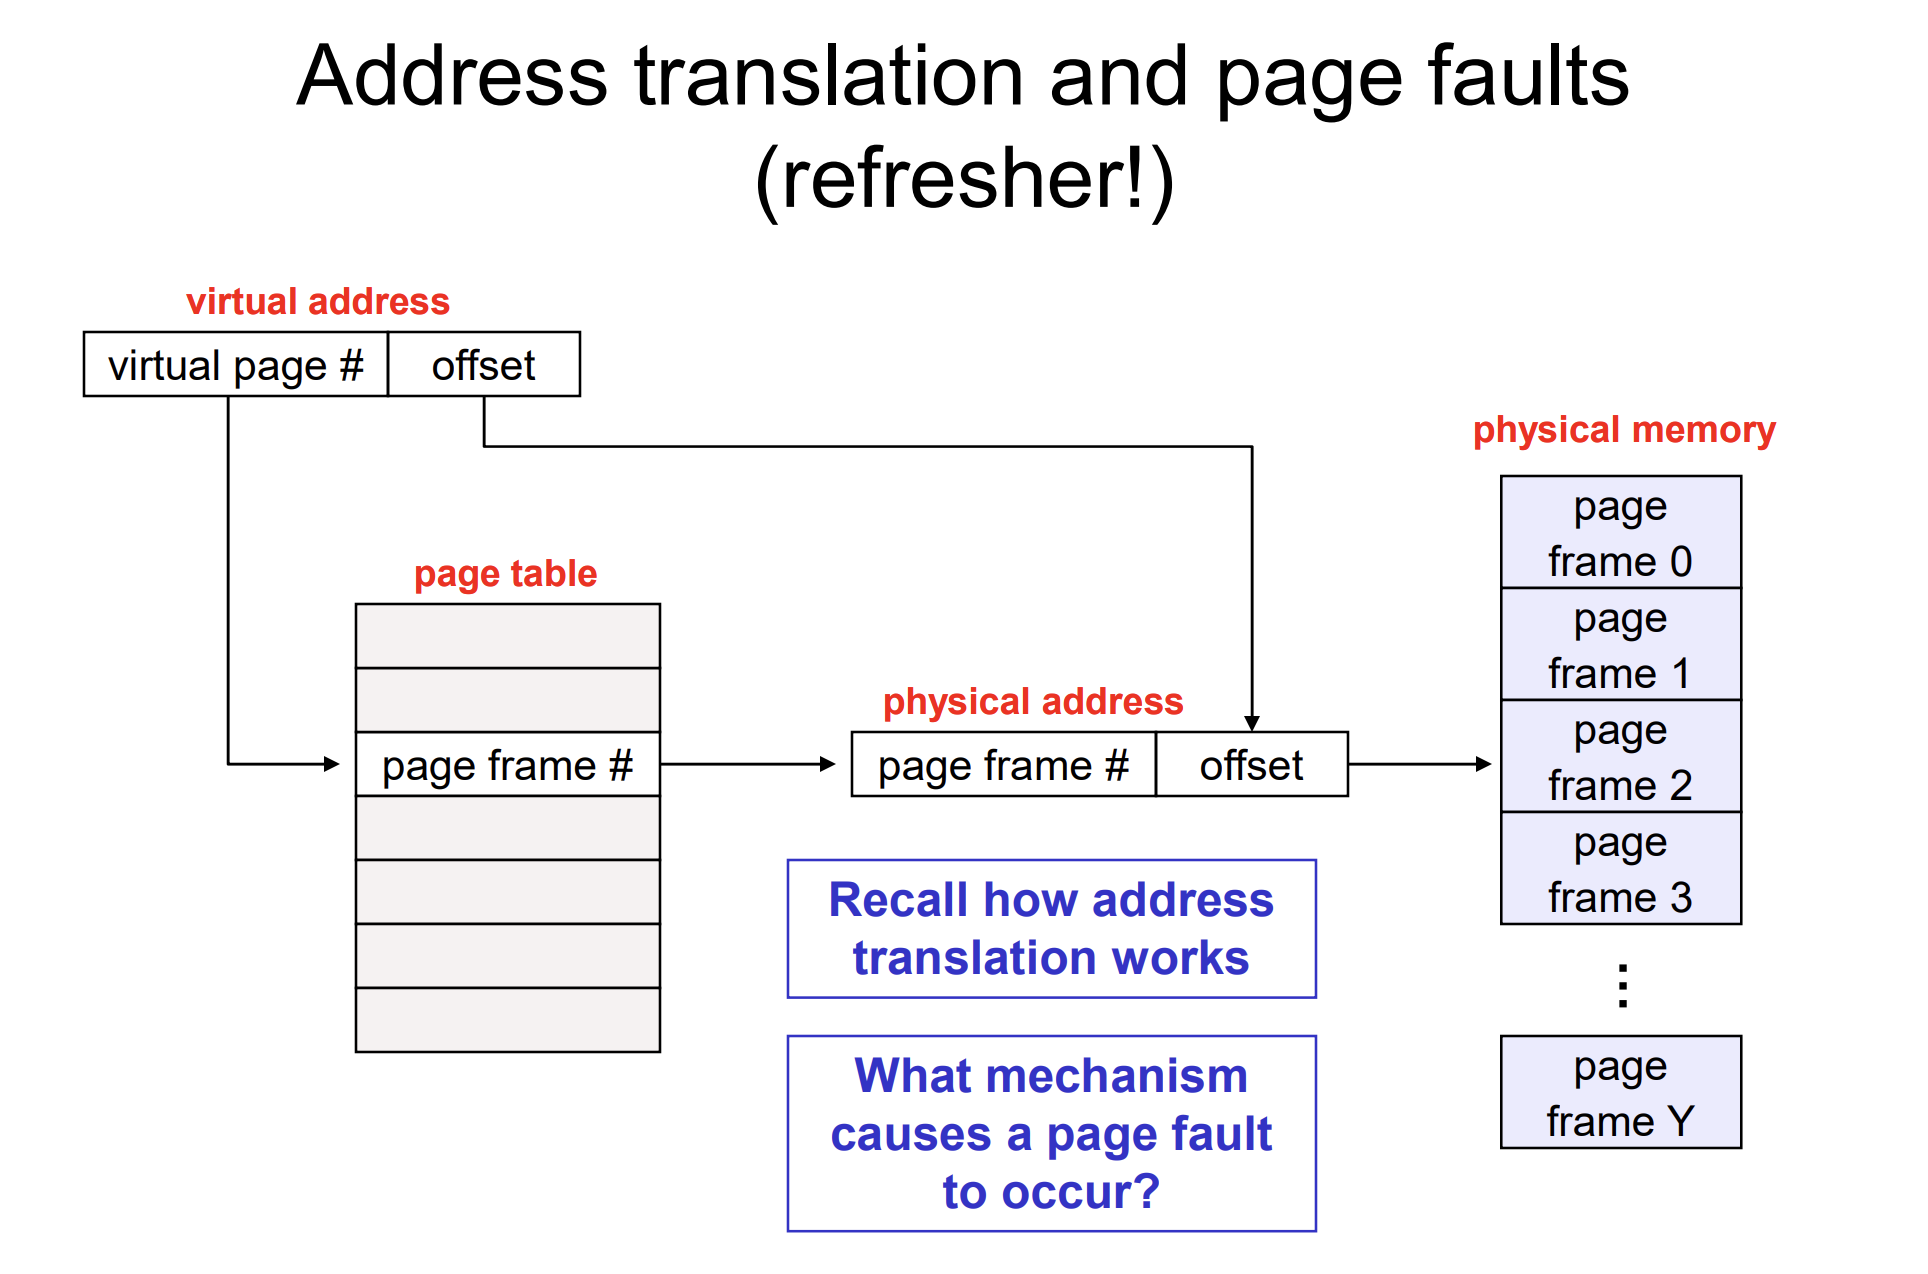 Address translation and page faults
(refresher!)
virtual address
virtual page #
offset
physical memory
page
frame 0
page
frame 1
page
frame 2
page
frame 3
⋮
page
frame Y
page table
page frame #
physical address
page frame #
offset
Recall how address
translation works
What mechanism
causes a page fault
to occur?